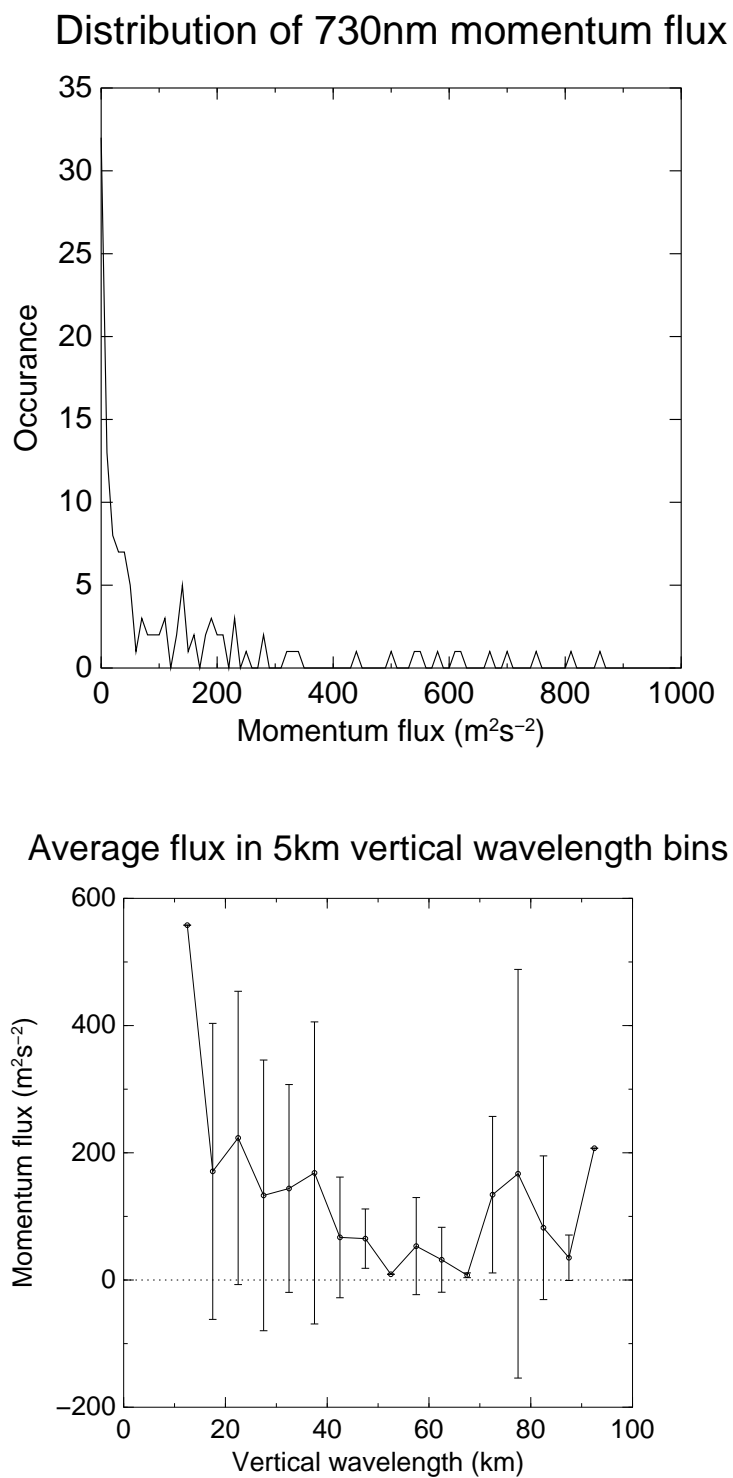 Distribution of 730nm momentum flux
35
30
25
20
15
10
5
0
Occurance
0 200 400 600 800 1000
Momentum flux (m²s⁻²)
Average flux in 5km vertical wavelength bins
600
400
200
0
−200
Momentum flux (m²s⁻²)
0 20 40 60 80 100
Vertical wavelength (km)